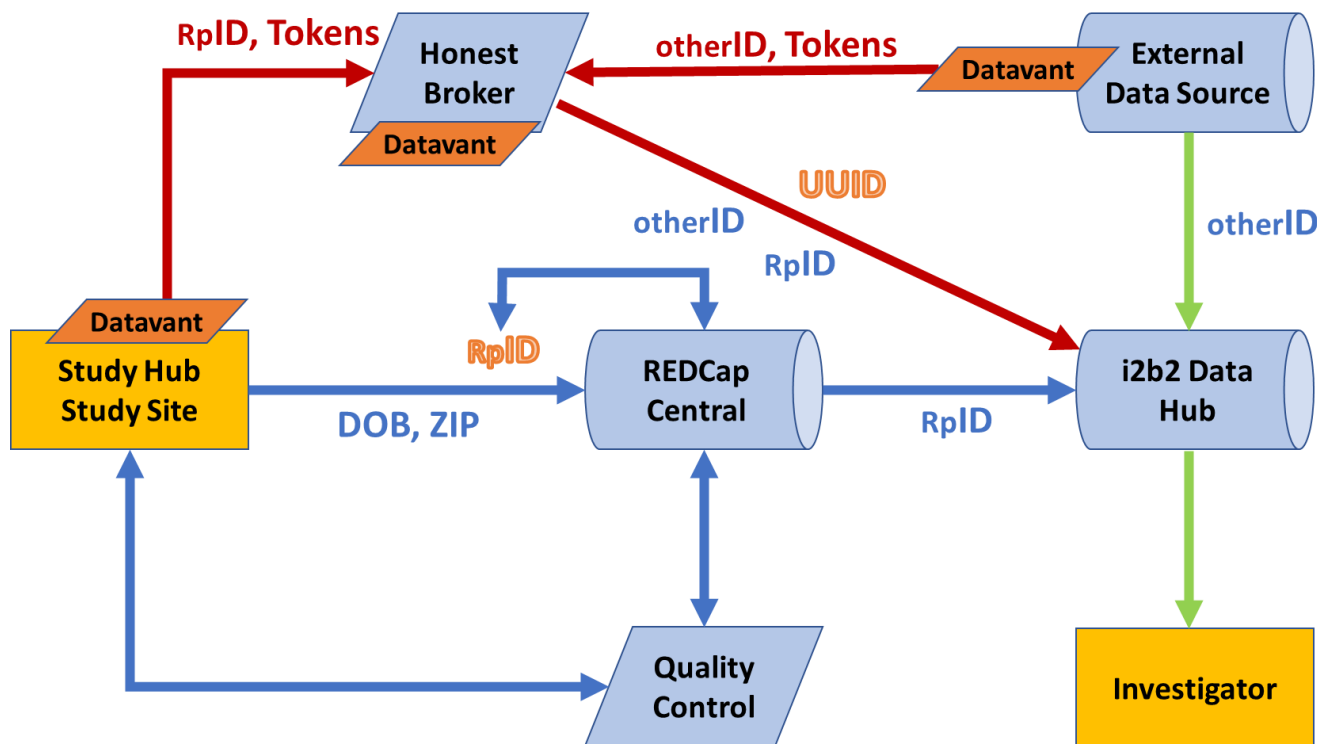 RpID, Tokens
Honest
Broker
Datavant
otherID, Tokens
Datavant
External
Data Source
UUID
otherID
RpID
otherID
Datavant
Study Hub
Study Site
RpID
DOB, ZIP
REDCap
Central
RpID
i2b2 Data
Hub
Quality
Control
Investigator